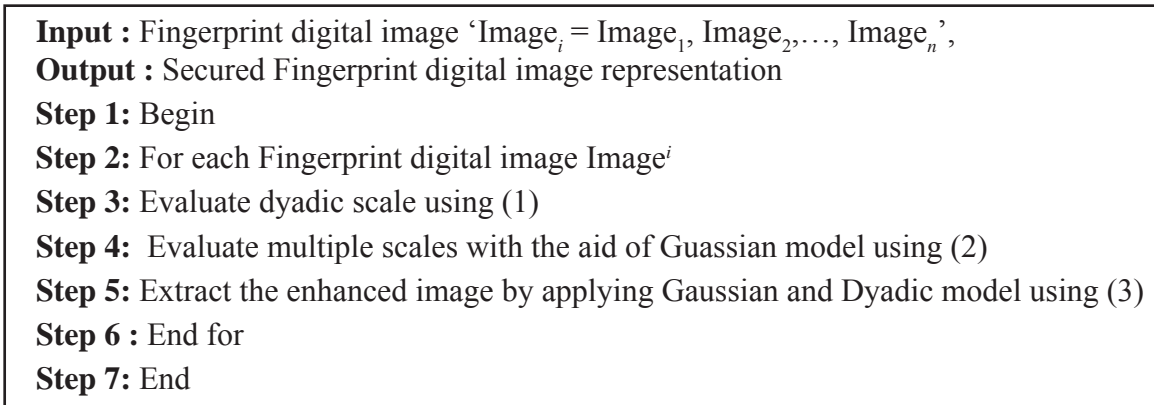 Input : Fingerprint digital image ‘Imageᵢ = Image₁, Image₂,…, Imageₙ’,
Output : Secured Fingerprint digital image representation
Step 1: Begin
Step 2: For each Fingerprint digital image Imageⁱ
Step 3: Evaluate dyadic scale using (1)
Step 4: Evaluate multiple scales with the aid of Guassian model using (2)
Step 5: Extract the enhanced image by applying Gaussian and Dyadic model using (3)
Step 6 : End for
Step 7: End